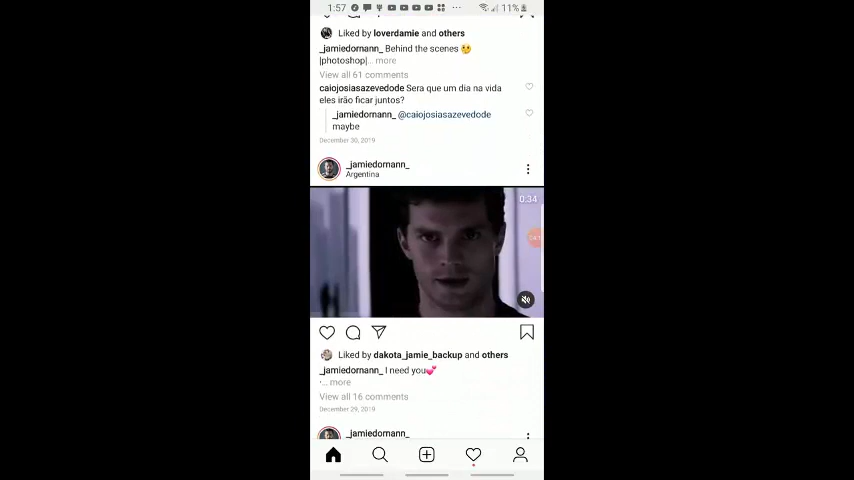 1:57
11%
Liked by loverdamie and others
_jamiedornann_ Behind the scenes 🤫
|photoshop|... more
View all 61 comments
caiojosiasazevedode Sera que um dia na vida
eles irão ficar juntos?
_jamiedornann_ @caiojosiasazevedode
maybe
December 30, 2019
_jamiedornann_
Argentina
0:34
Liked by dakota_jamie_backup and others
_jamiedornann_ I need you💕
·... more
View all 16 comments
December 29, 2019
_jamiedornann_